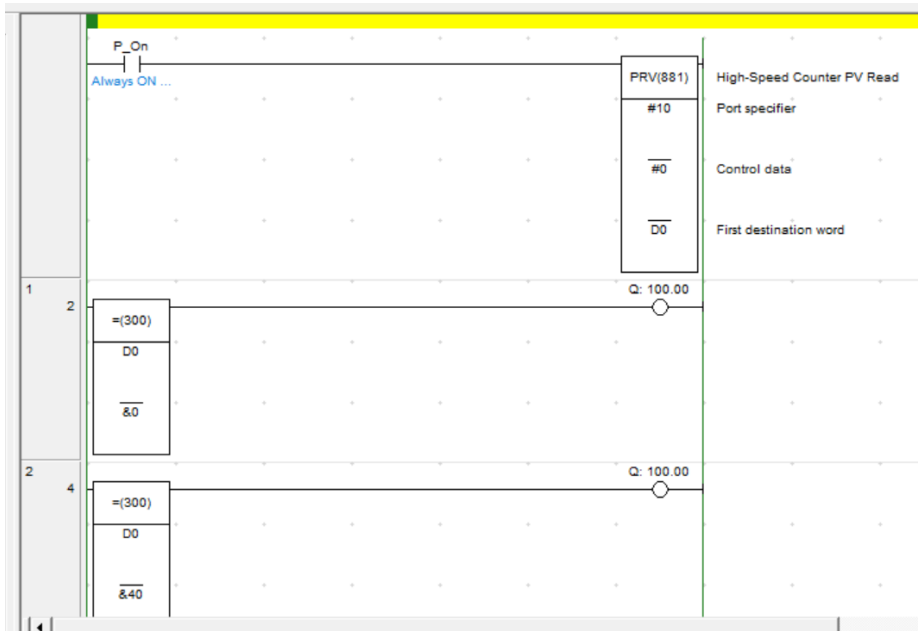 P_On
Always ON ...
PRV(881) High-Speed Counter PV Read
#10 Port specifier
#0 Control data
D0 First destination word
1
2
Q: 100.00
=(300)
D0
&0
2
4
Q: 100.00
=(300)
D0
&40